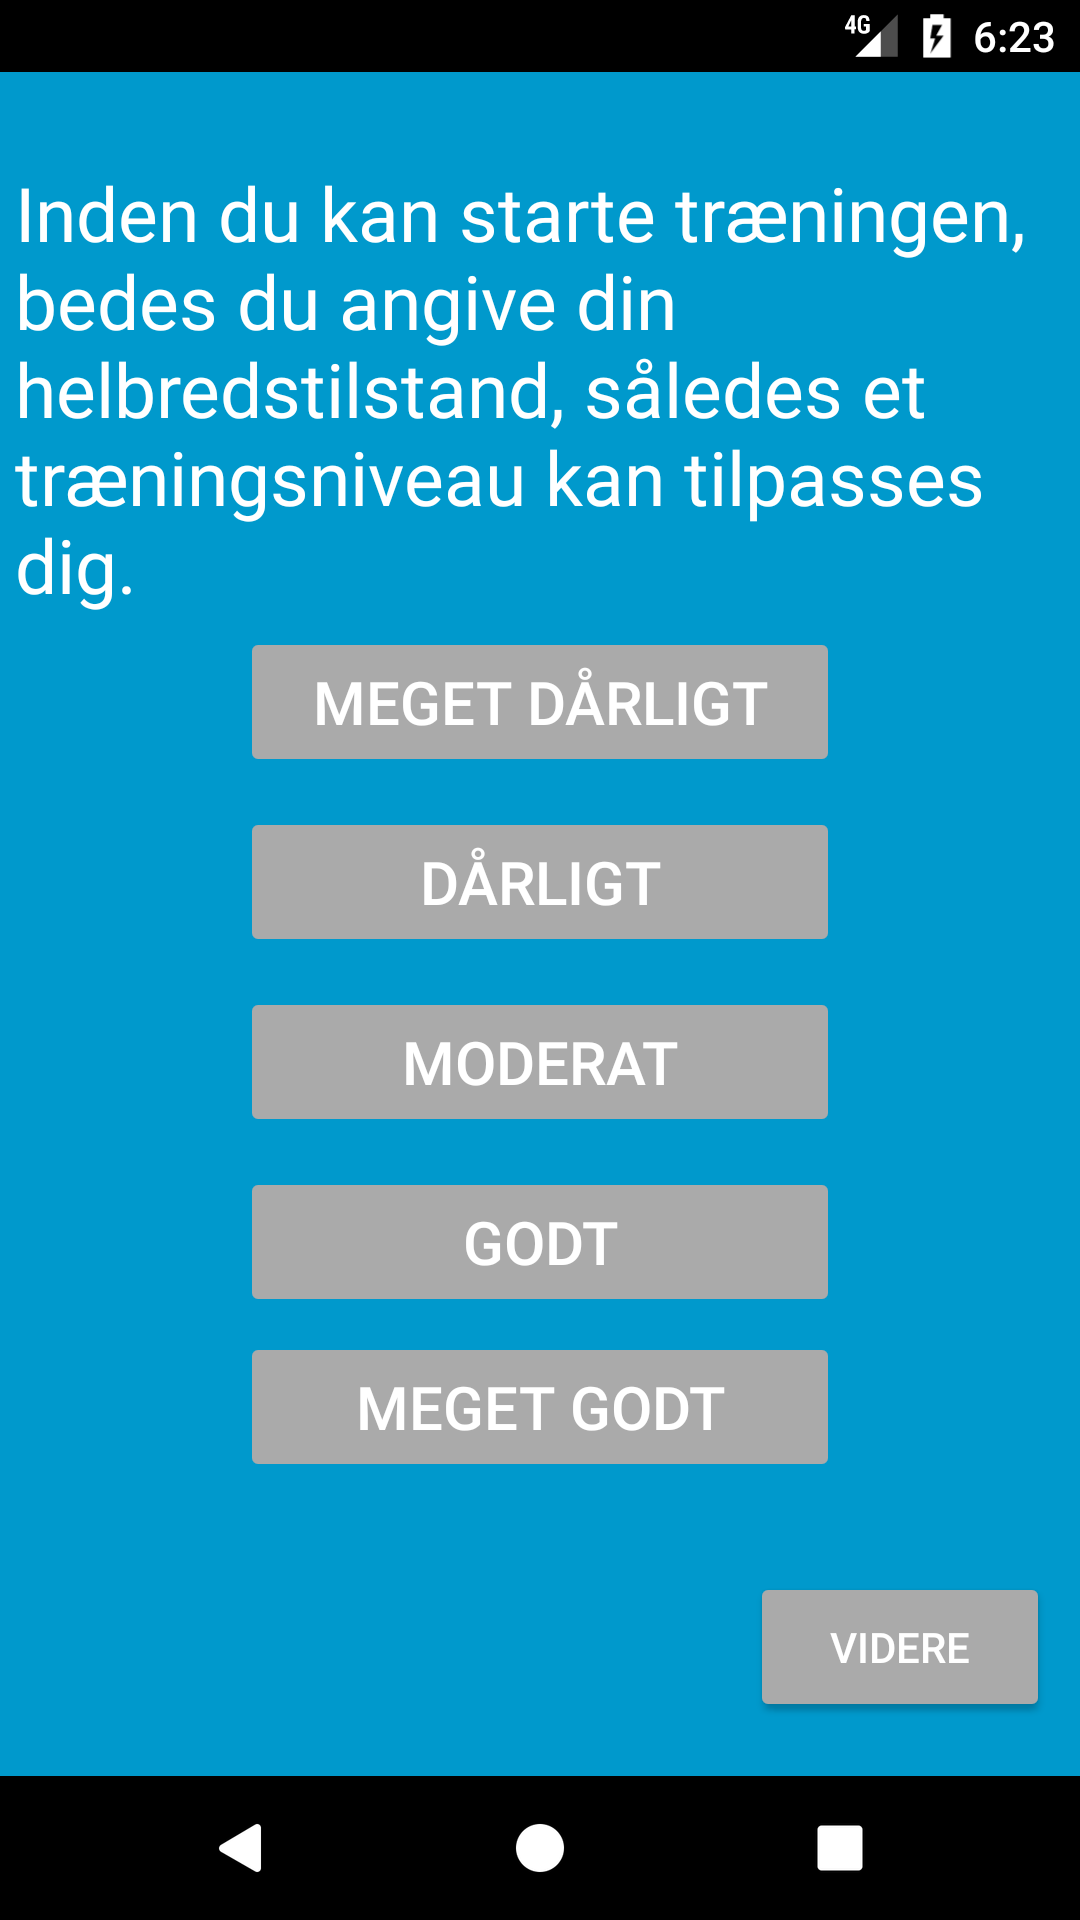 4G 6:23
Inden du kan starte træningen,
bedes du angive din
helbredstilstand, således et
træningsniveau kan tilpasses
dig.
MEGET DÅRLIGT
DÅRLIGT
MODERAT
GODT
MEGET GODT
VIDERE